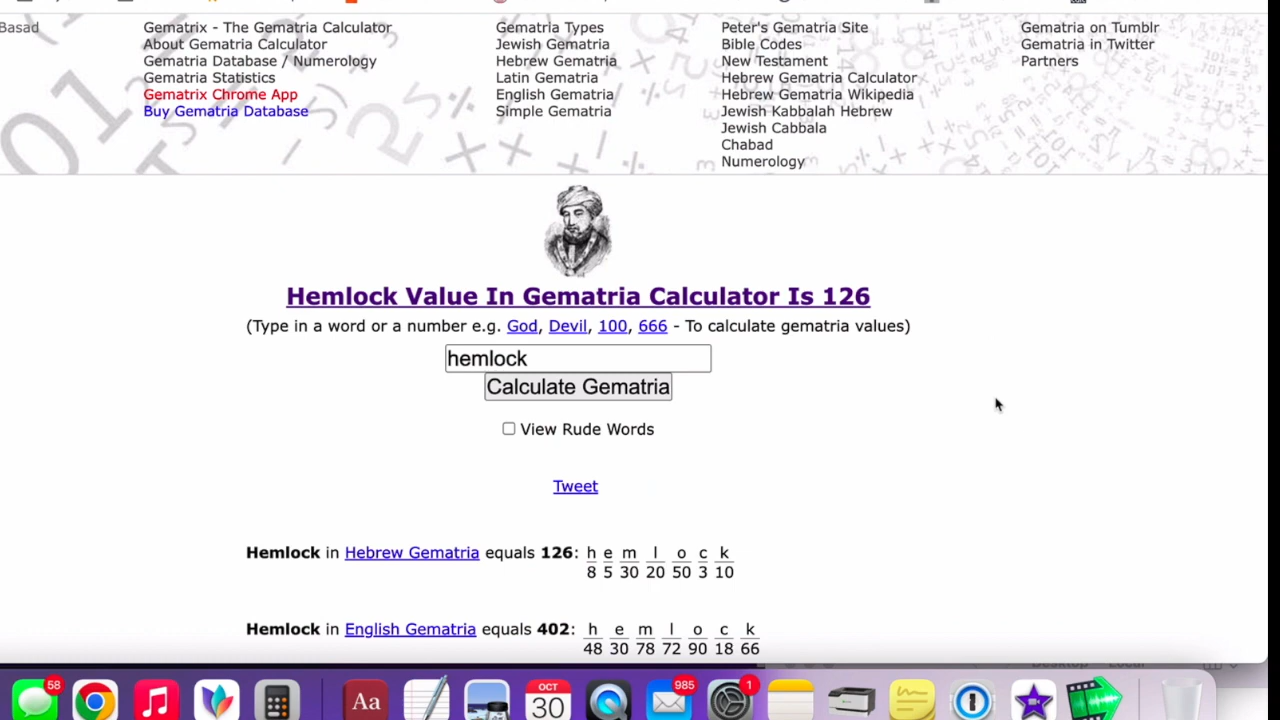 Basad
Gematrix - The Gematria Calculator
About Gematria Calculator
Gematria Database / Numerology
Gematria Statistics
Gematrix Chrome App
Buy Gematria Database
Gematria Types
Jewish Gematria
Hebrew Gematria
Latin Gematria
English Gematria
Simple Gematria
Peter's Gematria Site
Bible Codes
New Testament
Hebrew Gematria Calculator
Hebrew Gematria Wikipedia
Jewish Kabbalah Hebrew
Jewish Cabbala
Chabad
Numerology
Gematria on Tumblr
Gematria in Twitter
Partners
Hemlock Value In Gematria Calculator Is 126
(Type in a word or a number e.g. God, Devil, 100, 666 - To calculate gematria values)
hemlock
Calculate Gematria
View Rude Words
Tweet
Hemlock in Hebrew Gematria equals 126: h e m l o c k
8 5 30 20 50 3 10
Hemlock in English Gematria equals 402: h e m l o c k
48 30 78 72 90 18 66
Desktop Local
58
Aa
OCT
30
985
1